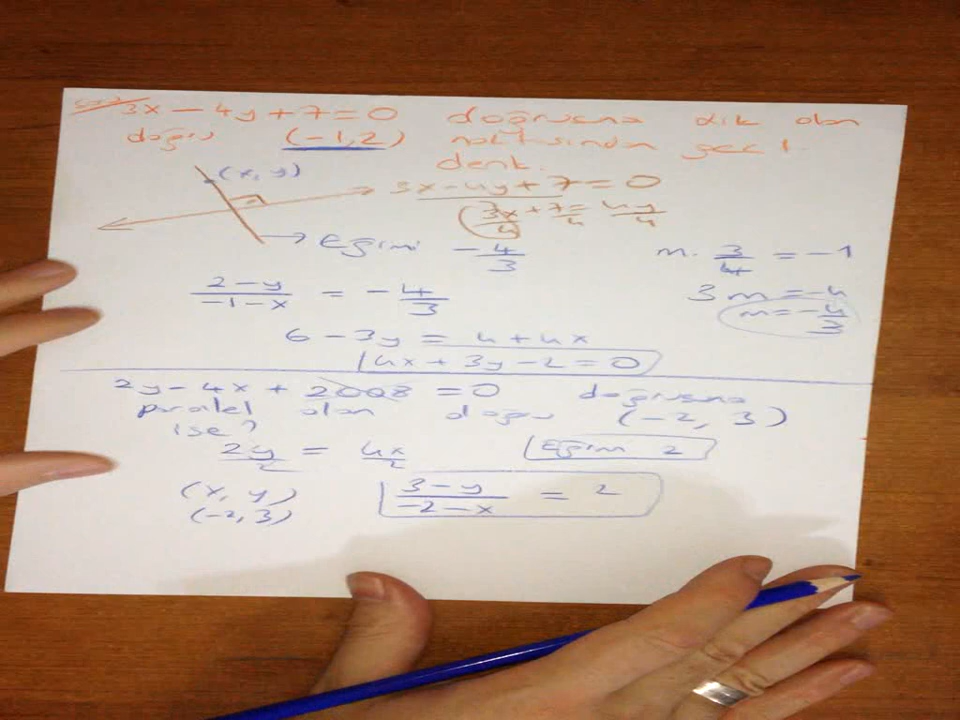 3x - 4y + 7 = 0 doğrusuna dik olan
doğru (-1,2) noktasından geç
denk.
(x, y)
3x - 4y + 7 = 0
3x/4 + 7/4 = 4y/4
Eğimi -4/3
m. 3/4 = -1
3m = -4
m = -4/3
2-y/-1-x = -4/3
6 - 3y = 4 + 4x
4x + 3y - 2 = 0
2y - 4x + 2008 = 0 doğrusuna
paralel olan doğru (-2, 3)
ise?
2y/2 = 4x/2
Eğim 2
(x, y)
(-2, 3)
3-y/-2-x = 2